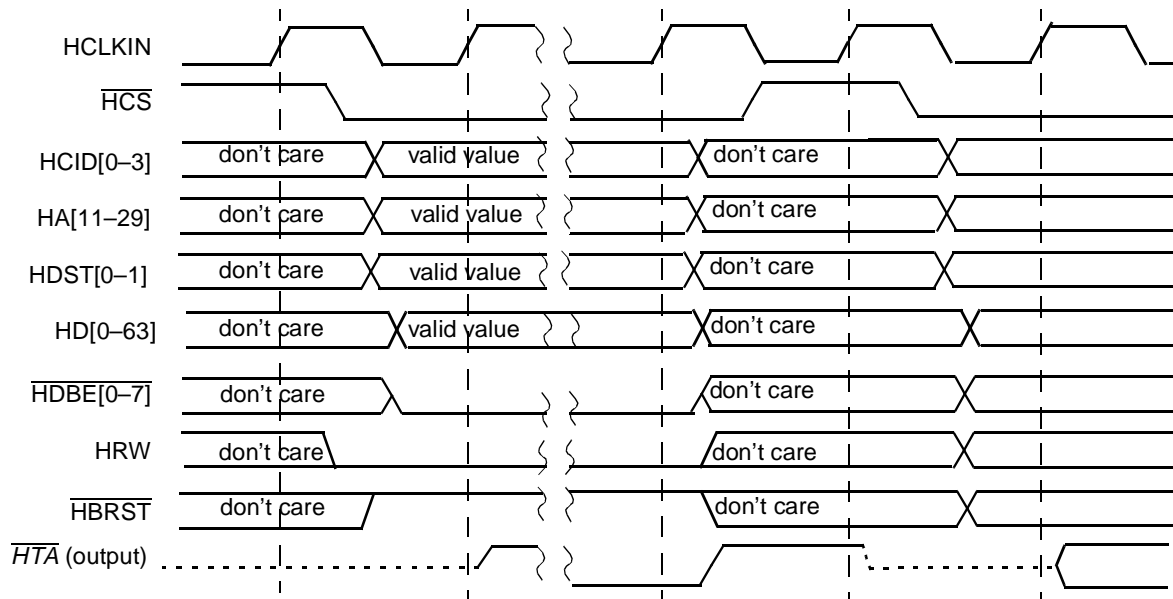 HCLKIN
HCS
HCID[0–3] don't care valid value don't care
HA[11–29] don't care valid value don't care
HDST[0–1] don't care valid value don't care
HD[0–63] don't care valid value don't care
HDBE[0–7] don't care don't care
HRW don't care don't care
HBRST don't care don't care
HTA (output)